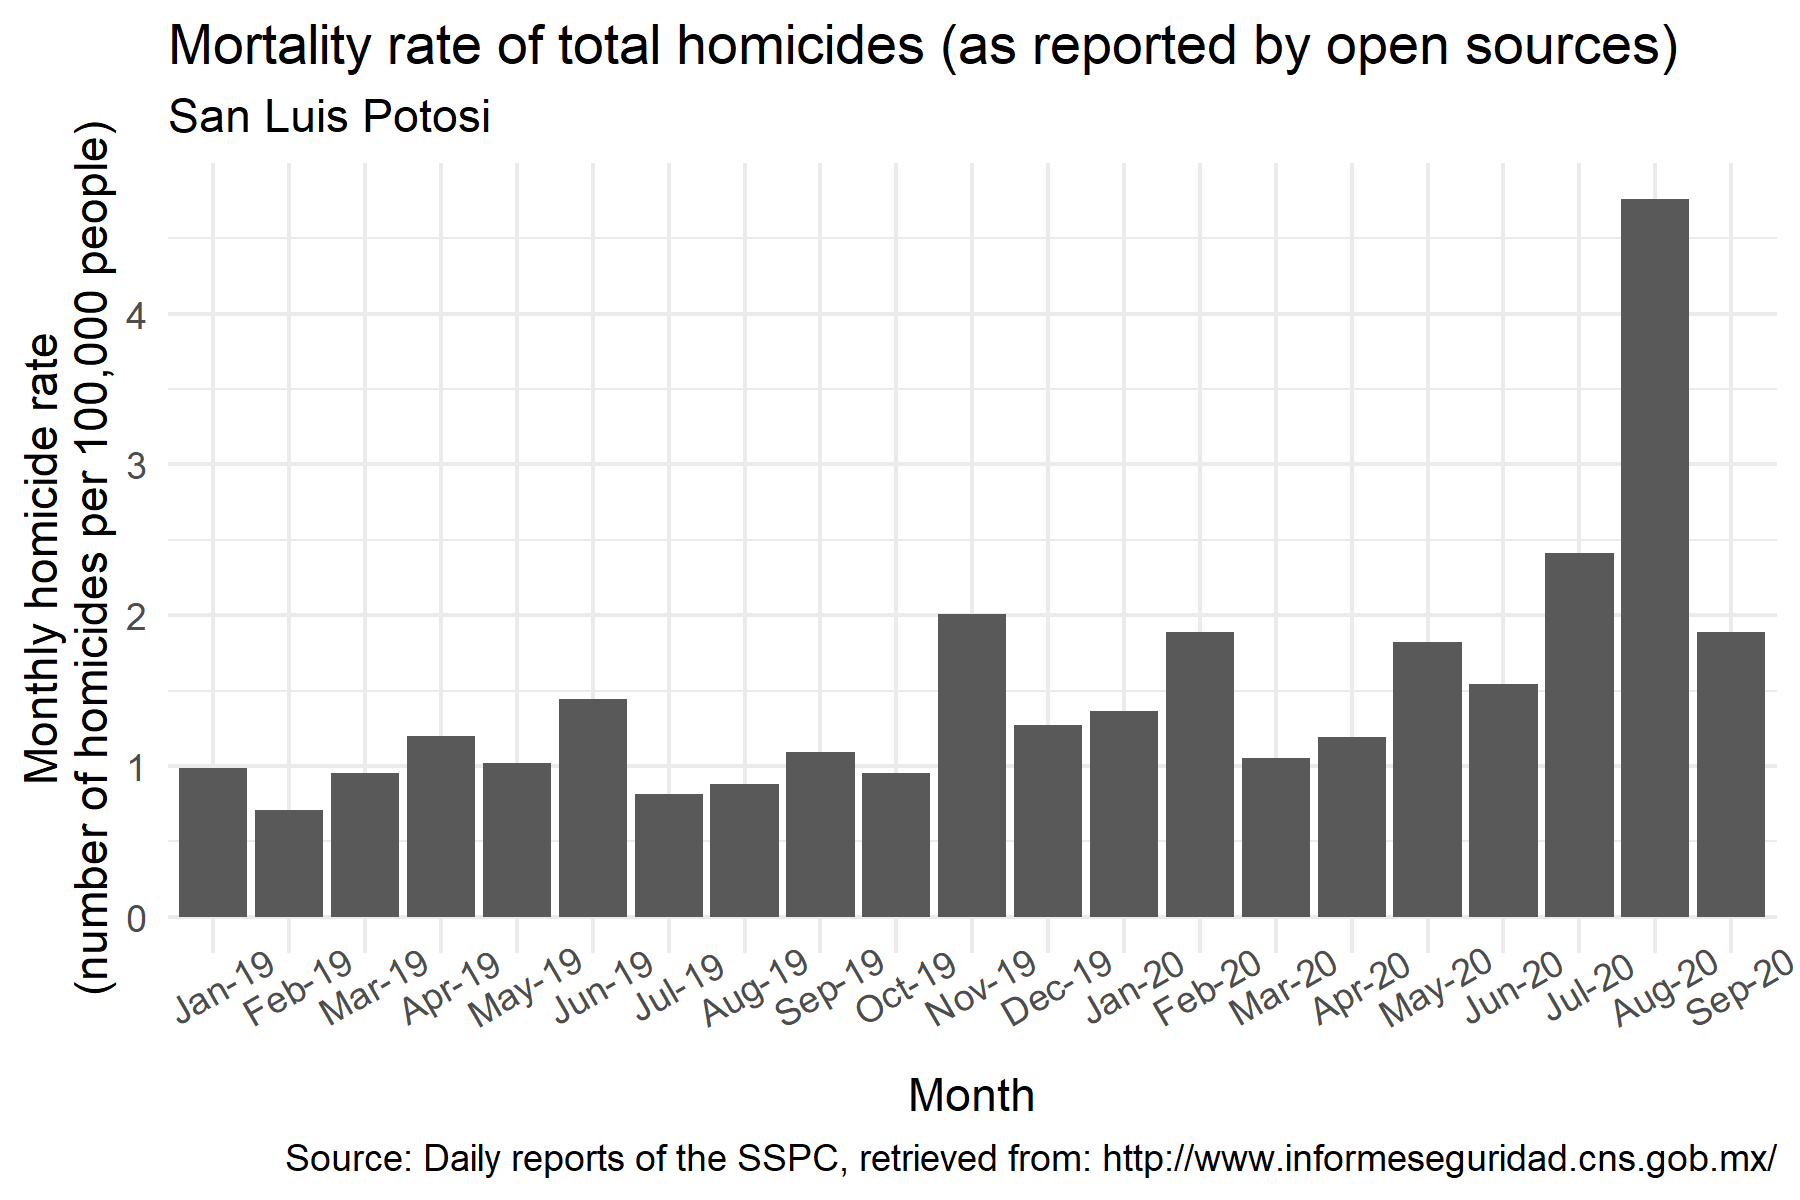 Mortality rate of total homicides (as reported by open sources)
San Luis Potosi
Monthly homicide rate
(number of homicides per 100,000 people)
4
3
2
1
0
Jan-19
Feb-19
Mar-19
Apr-19
May-19
Jun-19
Jul-19
Aug-19
Sep-19
Oct-19
Nov-19
Dec-19
Jan-20
Feb-20
Mar-20
Apr-20
May-20
Jun-20
Jul-20
Aug-20
Sep-20
Month
Source: Daily reports of the SSPC, retrieved from: http://www.informeseguridad.cns.gob.mx/